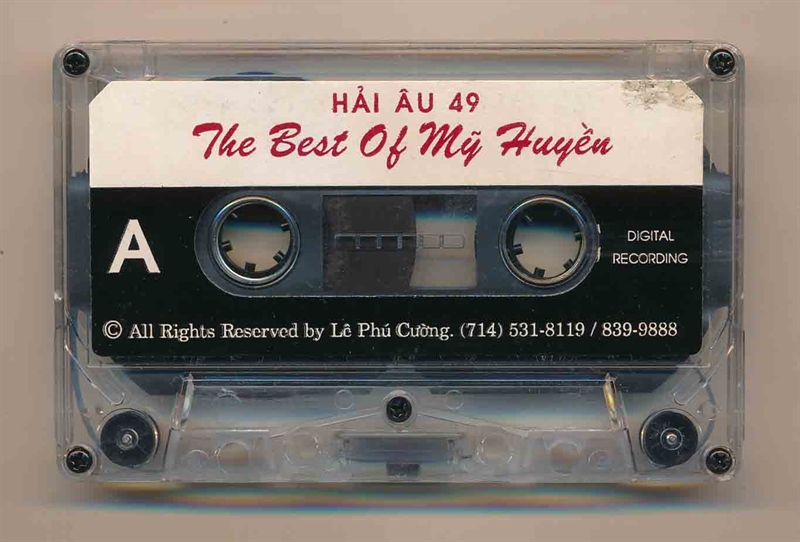 HẢI ÂU 49
The Best Of Mỹ Huyền
A
DIGITAL
RECORDING
© All Rights Reserved by Lê Phú Cường. (714) 531-8119 / 839-9888